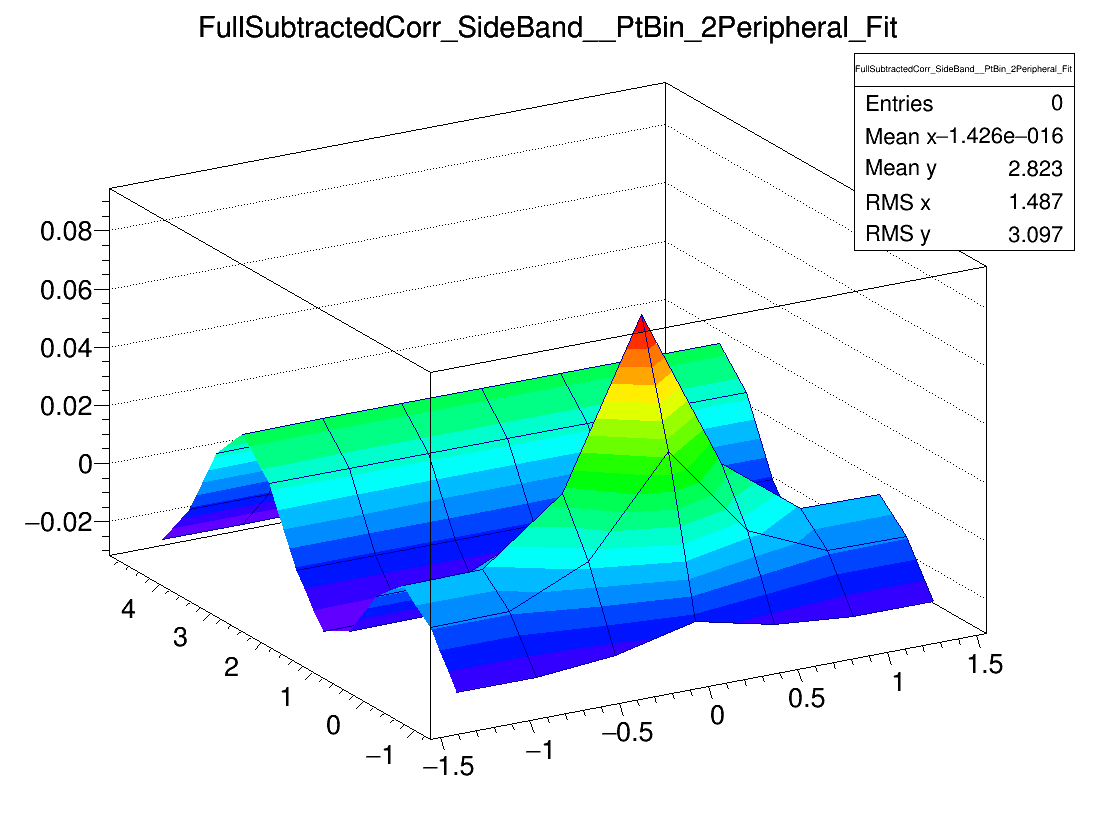 FullSubtractedCorr_SideBand__PtBin_2Peripheral_Fit
FullSubtractedCorr_SideBand__PtBin_2Peripheral_Fit
Entries 0
Mean x −1.426e−016
Mean y 2.823
RMS x 1.487
RMS y 3.097
0.08
0.06
0.04
0.02
0
−0.02
4
3
2
1
0
−1
−1.5
−1
−0.5
0
0.5
1
1.5